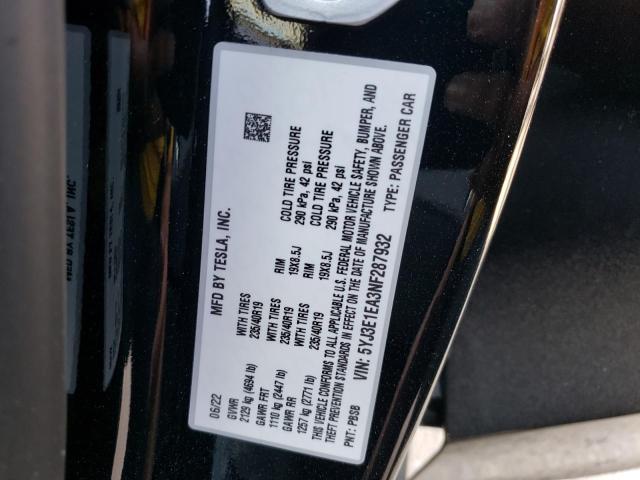 MFD BY TESLA, INC.
06/22
GVWR
2129 kg (4694 lb)
GAWR FRT WITH TIRES RIM COLD TIRE PRESSURE
1110 kg (2447 lb) 235/40R19 19X8.5J 290 kPa, 42 psi
GAWR RR WITH TIRES RIM COLD TIRE PRESSURE
1257 kg (2771 lb) 235/40R19 19X8.5J 290 kPa, 42 psi
THIS VEHICLE CONFORMS TO ALL APPLICABLE U.S. FEDERAL MOTOR VEHICLE SAFETY, BUMPER, AND
THEFT PREVENTION STANDARDS IN EFFECT ON THE DATE OF MANUFACTURE SHOWN ABOVE.
VIN: 5YJ3E1EA3NF287932
PNT: PBSB TYPE: PASSENGER CAR